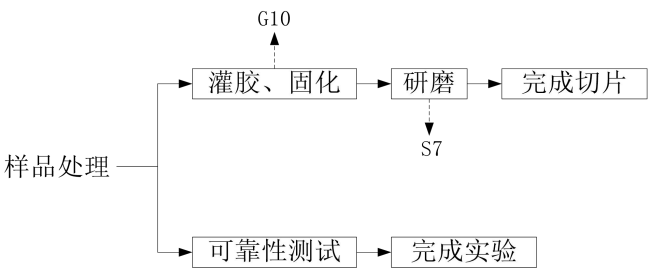 G10
灌胶、固化
研磨
完成切片
S7
样品处理
可靠性测试
完成实验